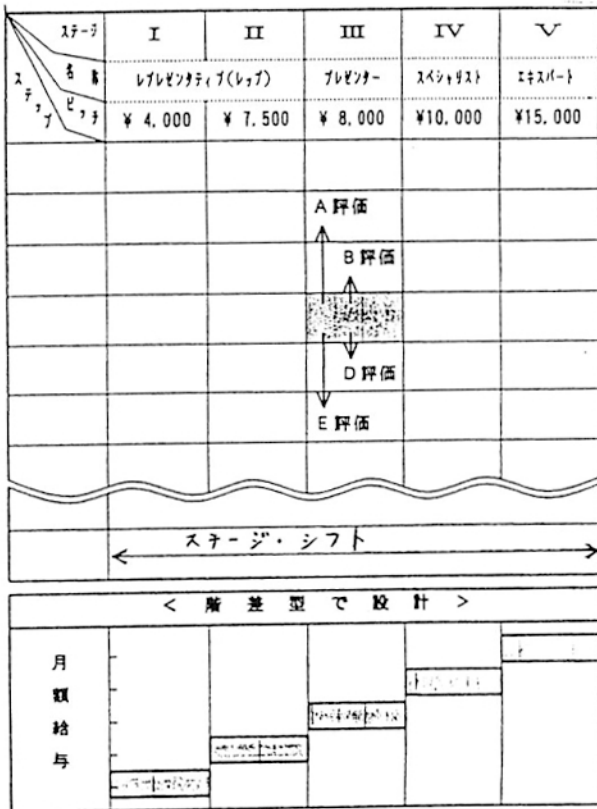 ステージ I II III IV V
名称 レプレゼンタティブ(レップ) プレゼンター スペシャリスト エキスパート
ピッチ ¥ 4,000 ¥ 7,500 ¥ 8,000 ¥10,000 ¥15,000
ステップ
A評価
B評価
D評価
E評価
ステージ・シフト
< 階 差 型 で 設 計 >
月額給与